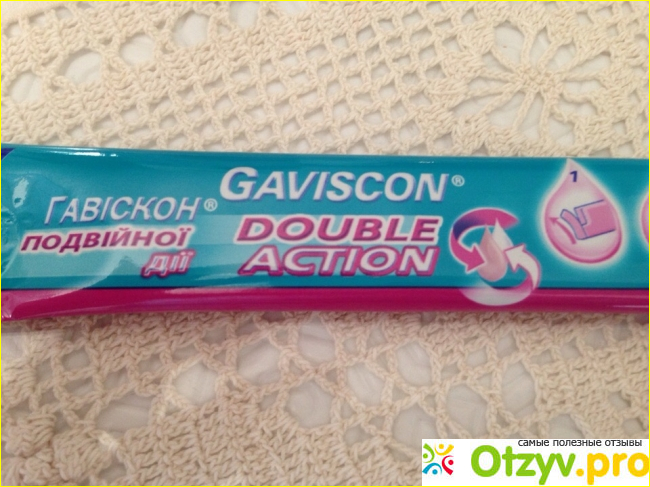 GAVISCON®
DOUBLE
ACTION
ГАВІСКОН®
ПОДВІЙНОЇ
ДІЇ
1
самые полезные отзывы
Otzyv.pro